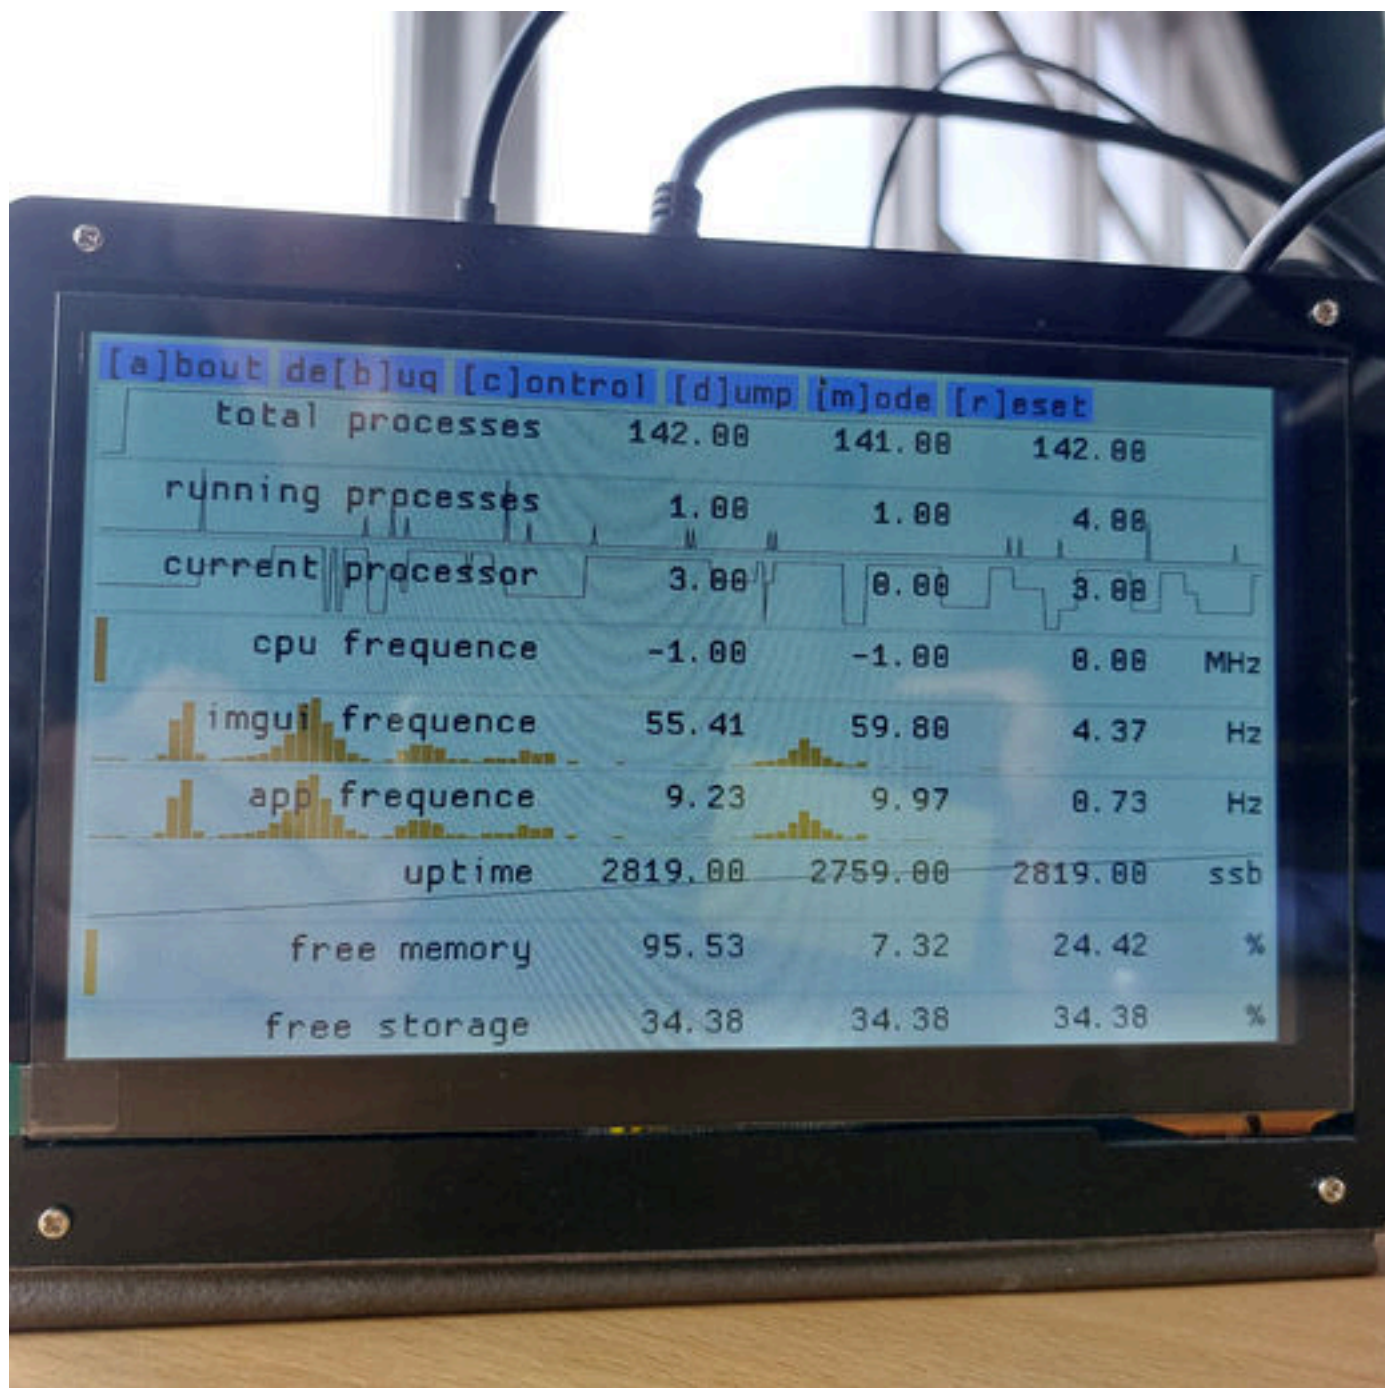 [a]bout de[b]ug [c]ontrol [d]ump [m]ode [r]eset
total processes 142.00 141.00 142.00
running processes 1.00 1.00 4.00
current processor 3.00 0.00 3.00
cpu frequence -1.00 -1.00 0.00 MHz
imgui frequence 55.41 59.80 4.37 Hz
app frequence 9.23 9.97 0.73 Hz
uptime 2819.00 2759.00 2819.00 ssb
free memory 95.53 7.32 24.42 %
free storage 34.38 34.38 34.38 %